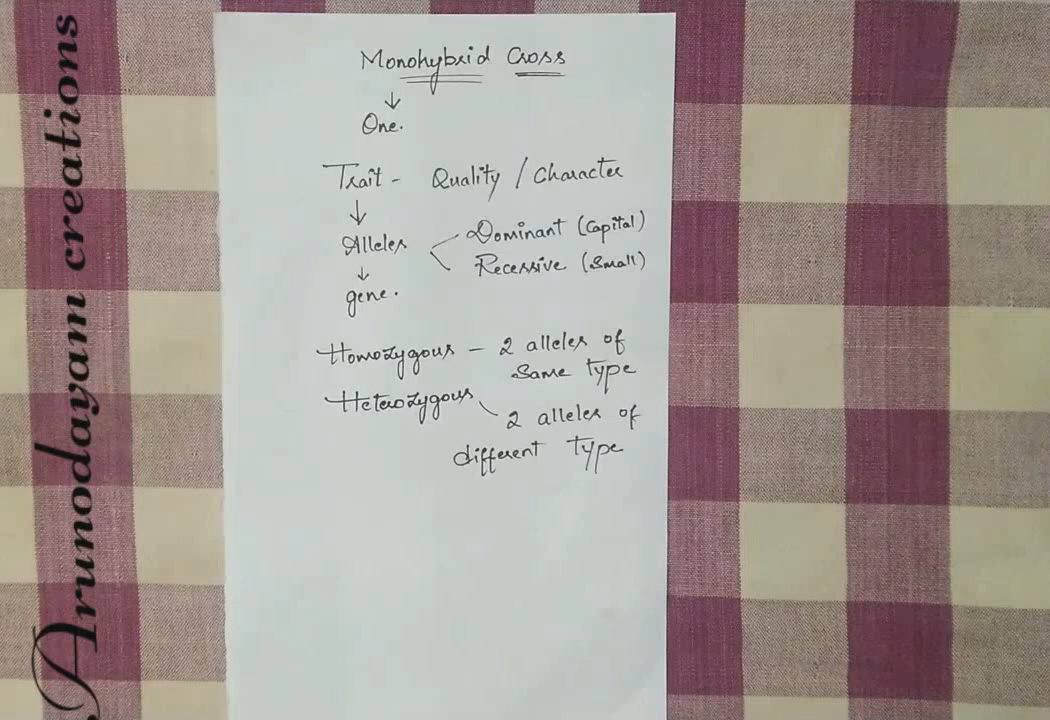 Monohybrid Cross
↓
One.
Trait - Quality / Character
↓
Alleles < Dominant (Capital)
Recessive (Small)
↓
gene.
Homozygous - 2 alleles of
same type
Heterozygous \ 2 alleles of
different type
Arunodayam creations